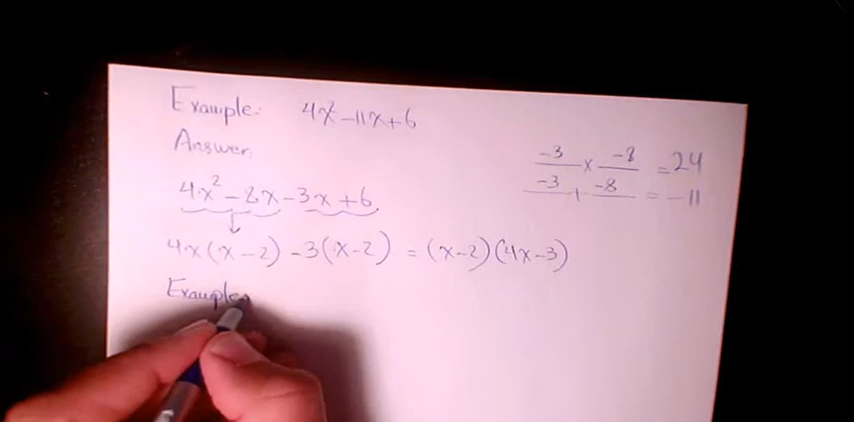 Example: 4x² - 11x + 6
Answer:
-3 × -8 = 24
-3 + -8 = -11
4x² - 8x - 3x + 6
4x(x-2) - 3(x-2) = (x-2)(4x-3)
Example